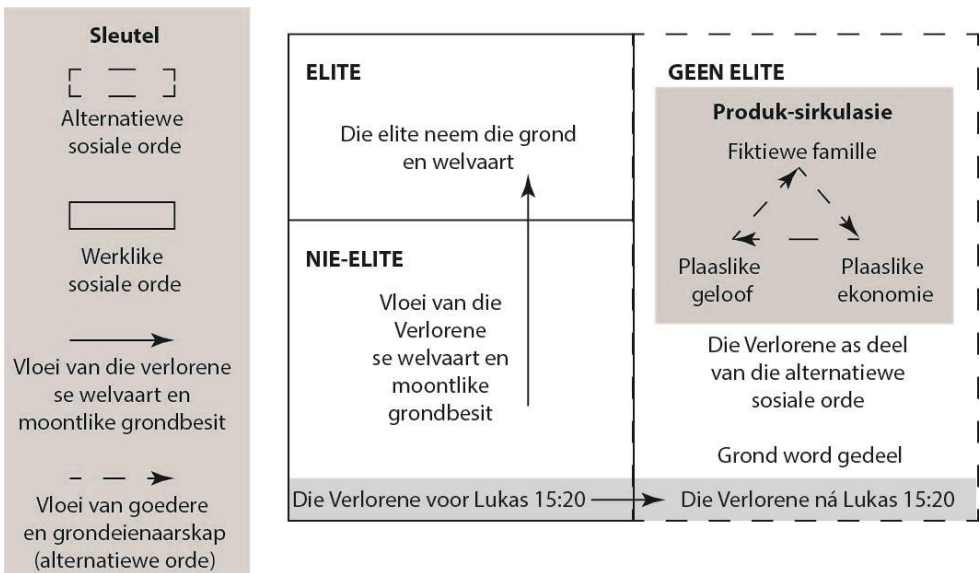 Sleutel
Alternatiewe
sosiale orde
Werklike
sosiale orde
Vloei van die verlorene
se welvaart en
moontlike grondbesit
Vloei van goedere
en grondeienaarskap
(alternatiewe orde)
ELITE
Die elite neem die grond
en welvaart
NIE-ELITE
Vloei van die
Verlorene
se welvaart en
moontlike
grondbesit
Die Verlorene voor Lukas 15:20
GEEN ELITE
Produk-sirkulasie
Fiktiewe famille
Plaaslike
geloof
Plaaslike
ekonomie
Die Verlorene as deel
van die alternatiewe
sosiale orde
Grond word gedeel
Die Verlorene ná Lukas 15:20